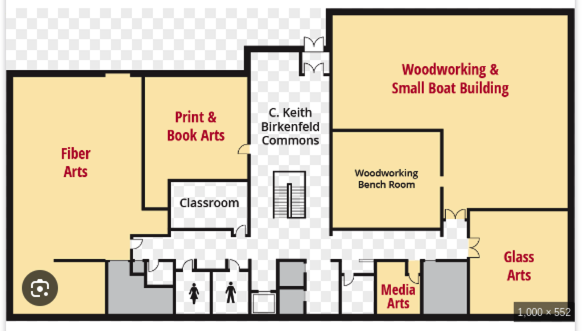 Woodworking &
Small Boat Building
C. Keith
Birkenfeld
Commons
Print &
Book Arts
Fiber
Arts
Woodworking
Bench Room
Classroom
Glass
Arts
Media
Arts
1,000 × 552